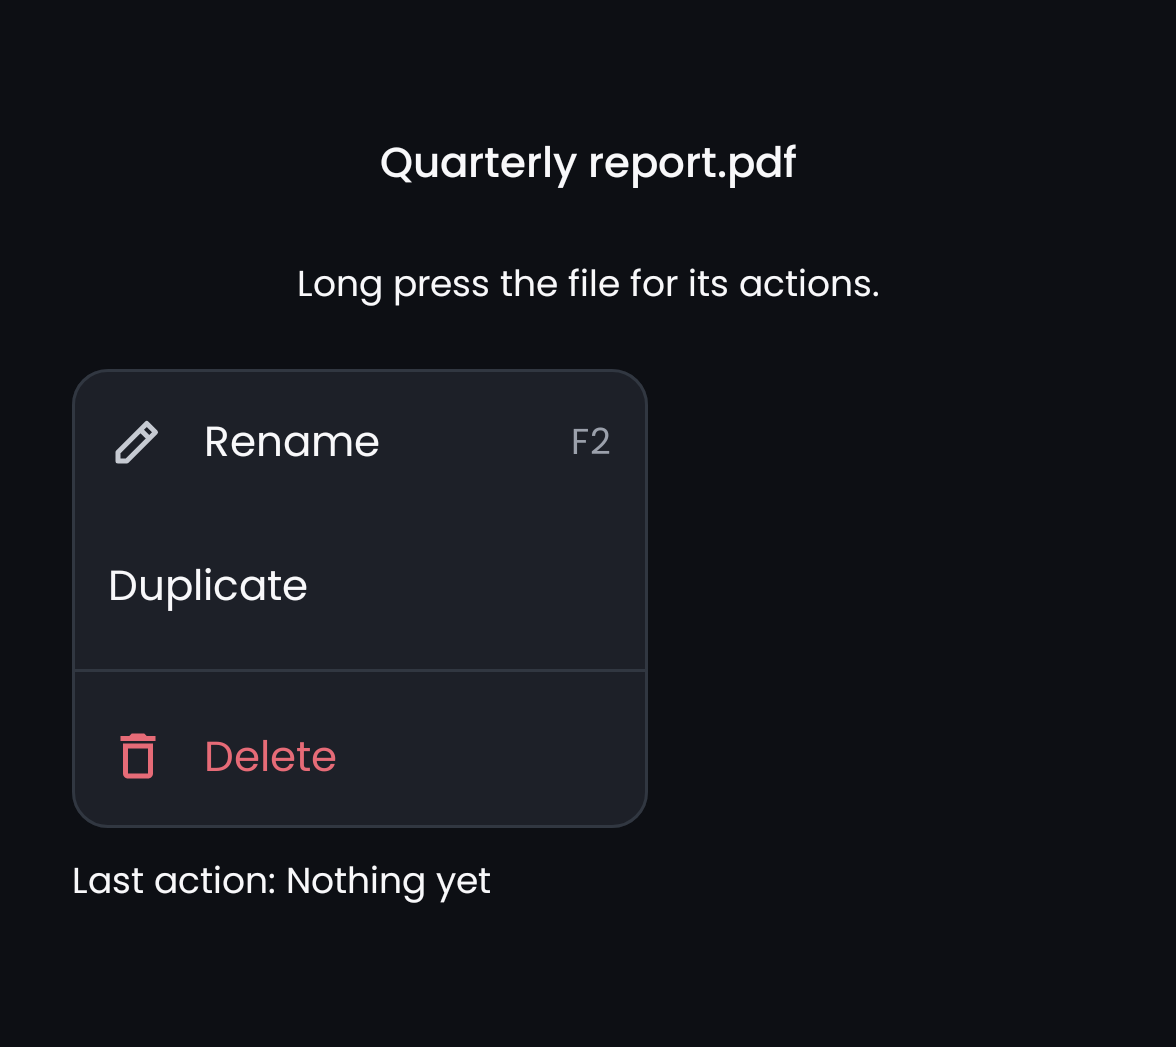 Quarterly report.pdf
Long press the file for its actions.
Rename F2
Duplicate
Delete
Last action: Nothing yet